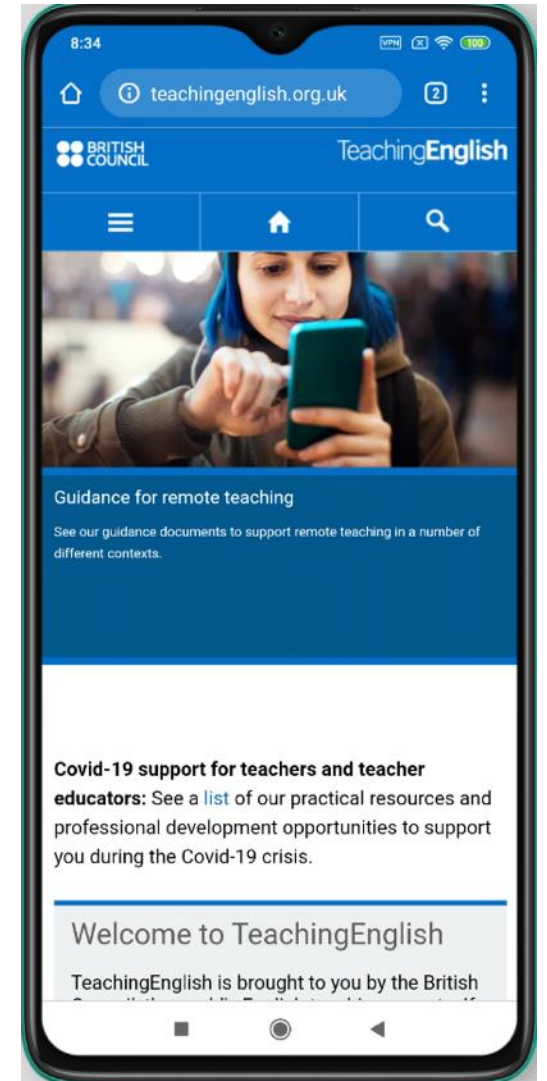 8:34
VPN
100
teachingenglish.org.uk
2
BRITISH
COUNCIL
TeachingEnglish
Guidance for remote teaching
See our guidance documents to support remote teaching in a number of
different contexts.
Covid-19 support for teachers and teacher
educators: See a list of our practical resources and
professional development opportunities to support
you during the Covid-19 crisis.
Welcome to TeachingEnglish
TeachingEnglish is brought to you by the British